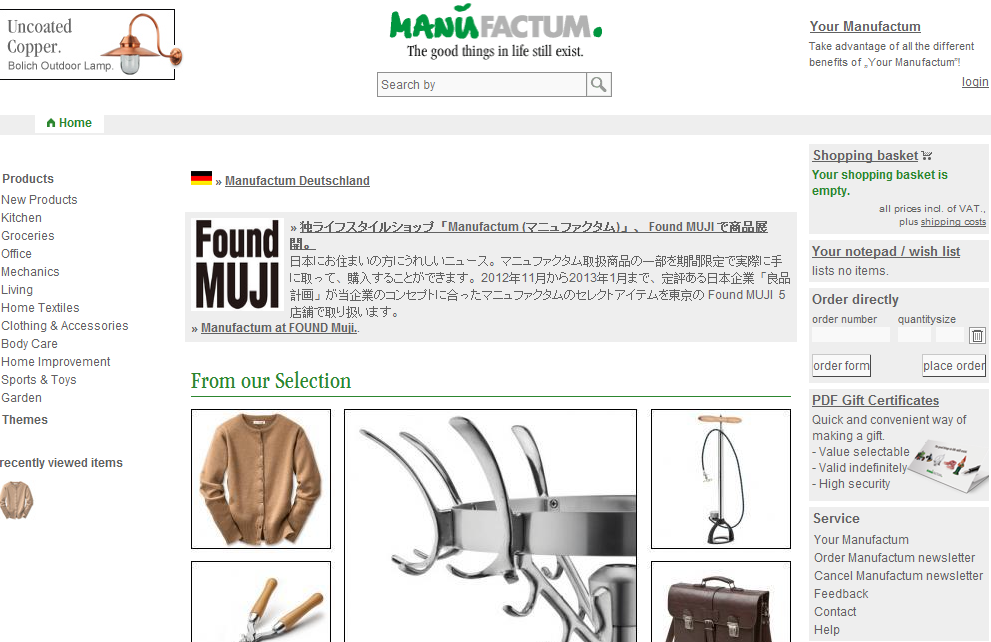 Uncoated
Copper.
Bolich Outdoor Lamp.
MANUFACTUM.
The good things in life still exist.
Search by
Your Manufactum
Take advantage of all the different
benefits of „Your Manufactum"!
login
Home
Products
New Products
Kitchen
Groceries
Office
Mechanics
Living
Home Textiles
Clothing & Accessories
Body Care
Home Improvement
Sports & Toys
Garden
Themes
recently viewed items
» Manufactum Deutschland
Found
MUJI
» 独ライフスタイルショップ「Manufactum (マニュファクタム)」、Found MUJI で商品展
開。
日本にお住まいの方にうれしいニュース。マニュファクタム取扱商品の一部を期間限定で実際に手
に取って、購入することができます。2012年11月から2013年1月まで、定評ある日本企業「良品
計画」が当企業のコンセプトに合ったマニュファクタムのセレクトアイテムを東京の Found MUJI 5
店舗で取り扱います。
» Manufactum at FOUND Muji.
From our Selection
Shopping basket
Your shopping basket is
empty.
all prices incl. of VAT.,
plus shipping costs
Your notepad / wish list
lists no items.
Order directly
order number quantity size
order form place order
PDF Gift Certificates
Quick and convenient way of
making a gift.
- Value selectable
- Valid indefinitely
- High security
Service
Your Manufactum
Order Manufactum newsletter
Cancel Manufactum newsletter
Feedback
Contact
Help